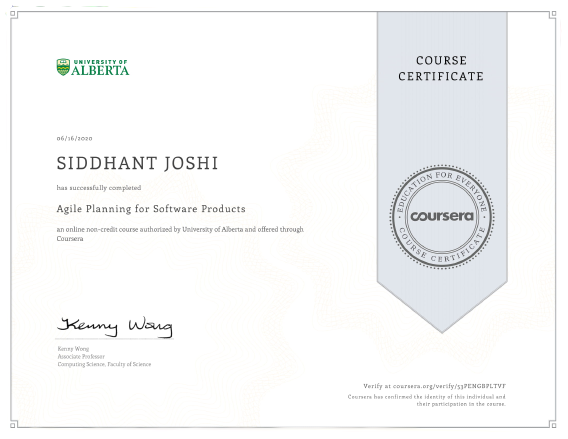 UNIVERSITY OF
ALBERTA
COURSE
CERTIFICATE
06/16/2020
SIDDHANT JOSHI
has successfully completed
Agile Planning for Software Products
an online non-credit course authorized by University of Alberta and offered through
Coursera
EDUCATION FOR EVERYONE
coursera
COURSE CERTIFICATE
Kenny Wong
Kenny Wong
Associate Professor
Computing Science, Faculty of Science
Verify at coursera.org/verify/53PENGBPLTVF
Coursera has confirmed the identity of this individual and
their participation in the course.